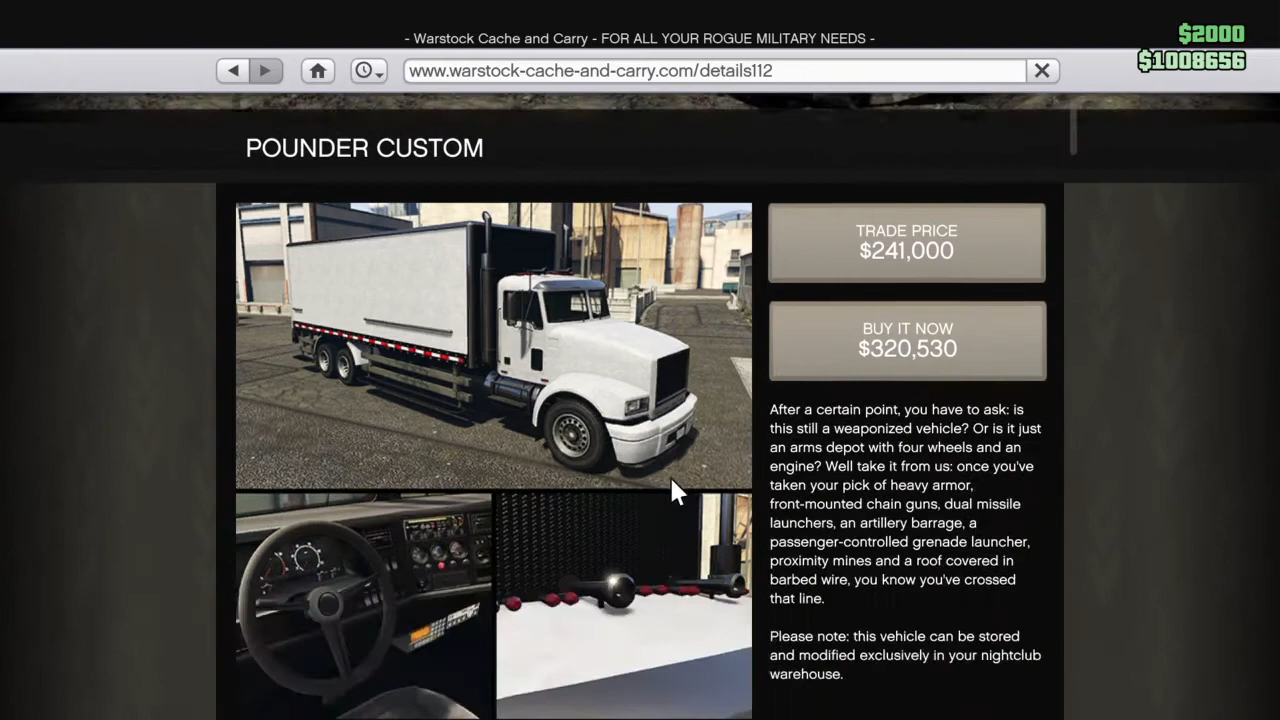 - Warstock Cache and Carry - FOR ALL YOUR ROGUE MILITARY NEEDS -
$2000
$1008656
www.warstock-cache-and-carry.com/details112
POUNDER CUSTOM
TRADE PRICE
$241,000
BUY IT NOW
$320,530
After a certain point, you have to ask: is
this still a weaponized vehicle? Or is it just
an arms depot with four wheels and an
engine? Well take it from us: once you've
taken your pick of heavy armor,
front-mounted chain guns, dual missile
launchers, an artillery barrage, a
passenger-controlled grenade launcher,
proximity mines and a roof covered in
barbed wire, you know you've crossed
that line.
Please note: this vehicle can be stored
and modified exclusively in your nightclub
warehouse.